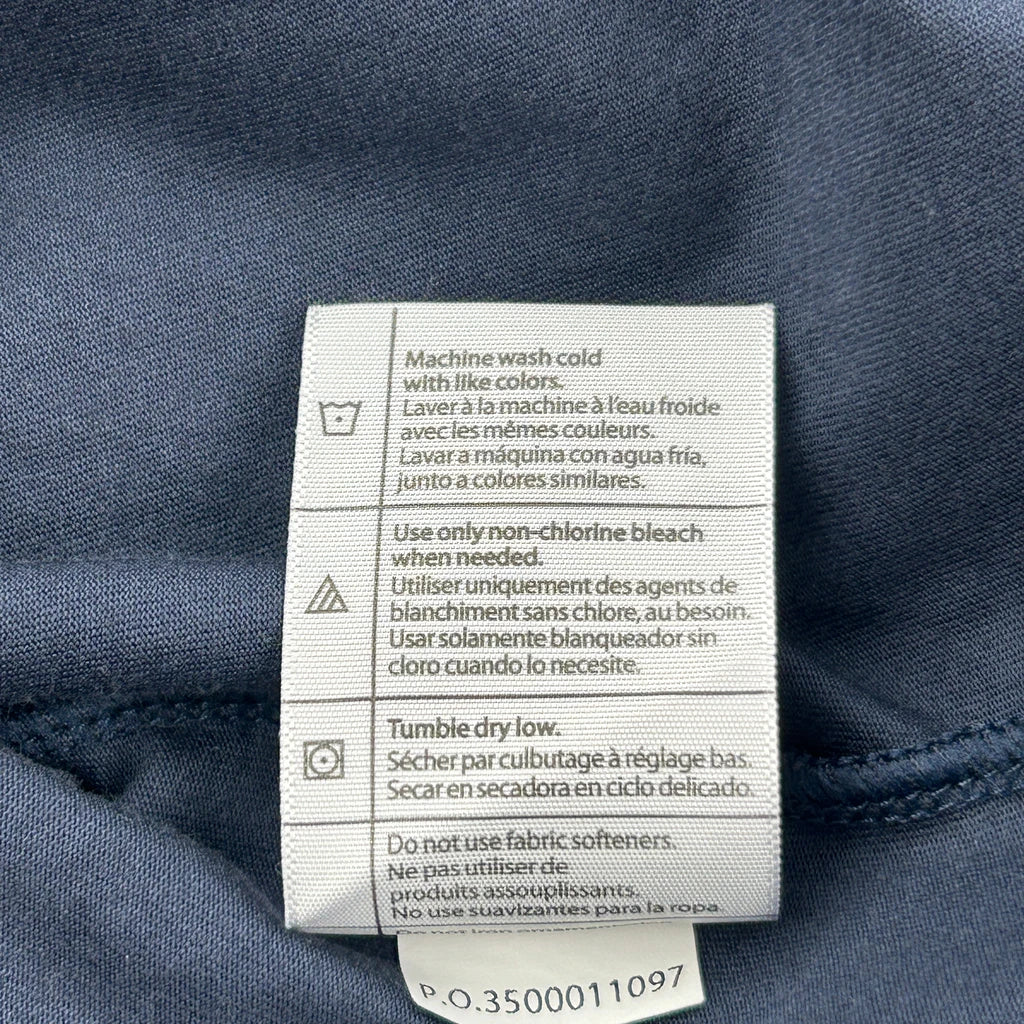 Machine wash cold
with like colors.
Laver à la machine à l'eau froide
avec les mêmes couleurs.
Lavar a máquina con agua fría,
junto a colores similares.
Use only non-chlorine bleach
when needed.
Utiliser uniquement des agents de
blanchiment sans chlore, au besoin.
Usar solamente blanqueador sin
cloro cuando lo necesite.
Tumble dry low.
Sécher par culbutage à réglage bas.
Secar en secadora en ciclo delicado.
Do not use fabric softeners.
Ne pas utiliser de
produits assouplissants.
No use suavizantes para la ropa
P.O.3500011097